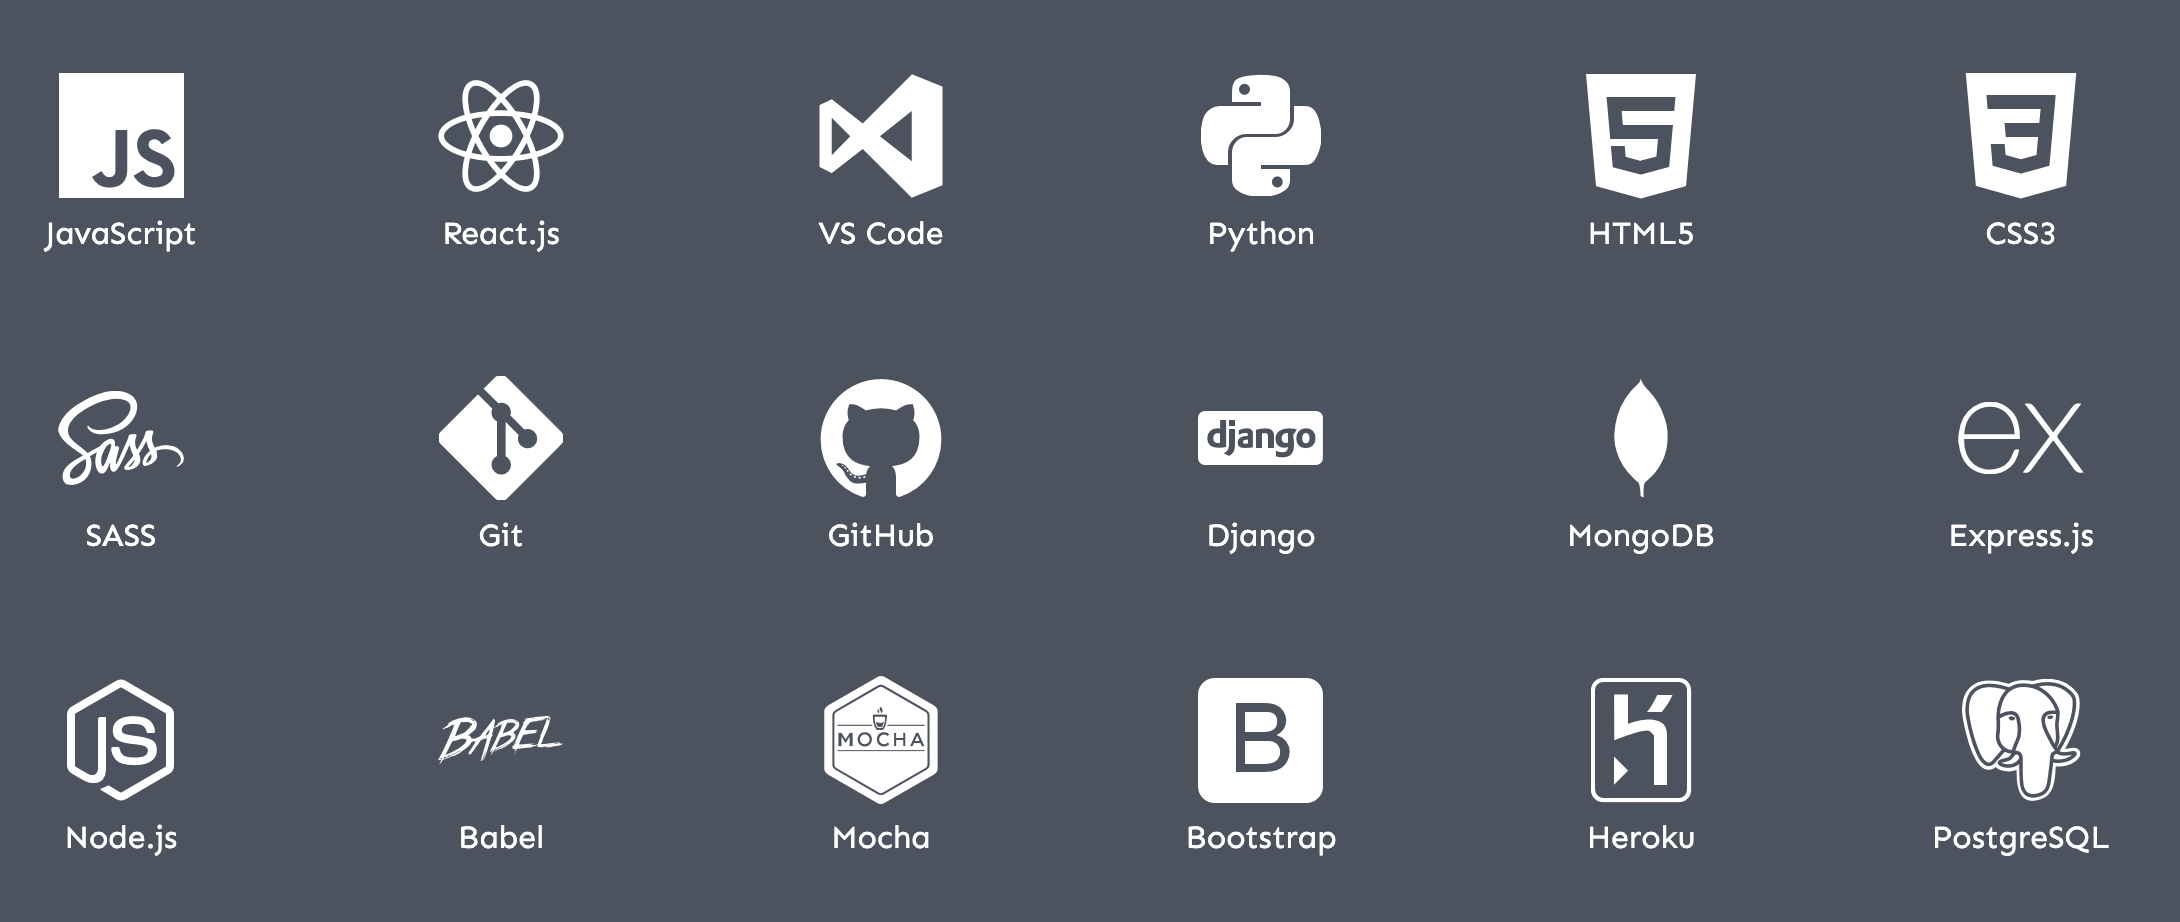 JS
JavaScript
React.js
VS Code
Python
5
HTML5
3
CSS3
Sass
SASS
Git
GitHub
django
Django
MongoDB
ex
Express.js
JS
Node.js
BABEL
Babel
MOCHA
Mocha
B
Bootstrap
Heroku
PostgreSQL